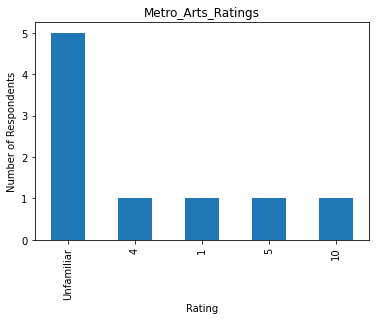 Metro_Arts_Ratings
Number of Respondents
5
4
3
2
1
0
Unfamiliar
4
1
5
10
Rating